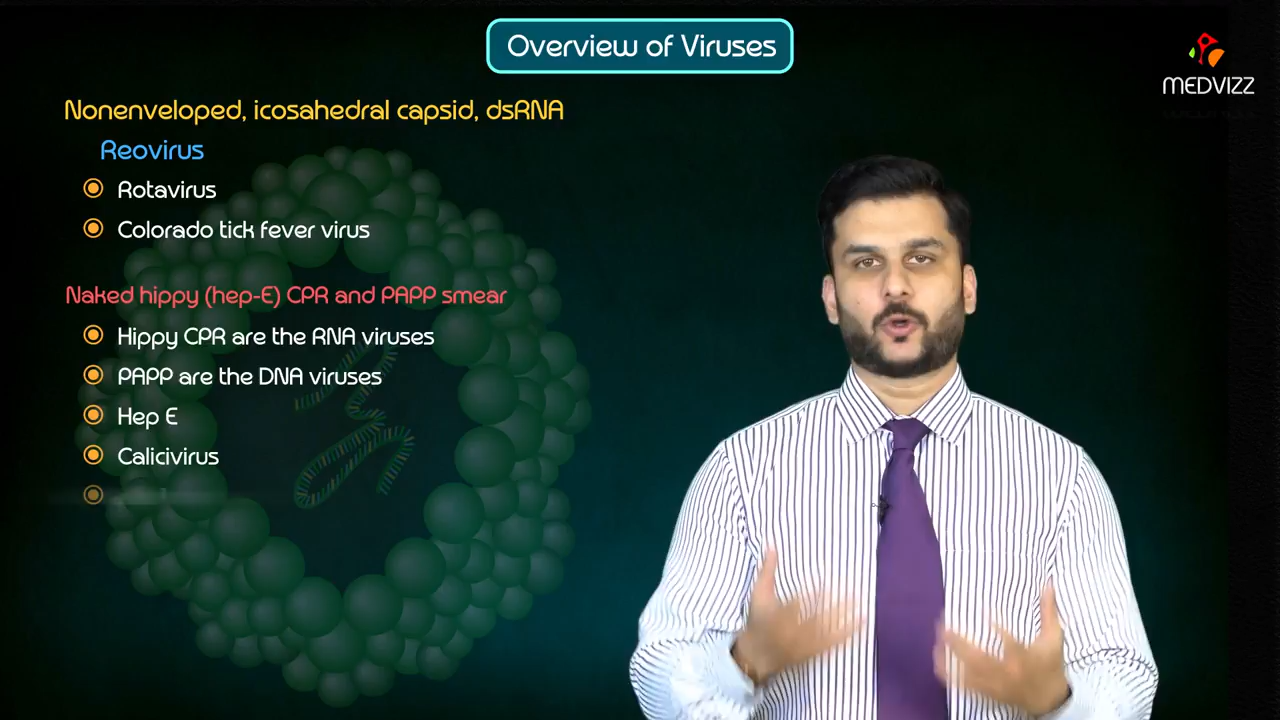 Overview of Viruses
MEDVIZZ
Nonenveloped, icosahedral capsid, dsRNA
Reovirus
Rotavirus
Colorado tick fever virus
Naked hippy (hep-E) CPR and PAPP smear
Hippy CPR are the RNA viruses
PAPP are the DNA viruses
Hep E
Calicivirus